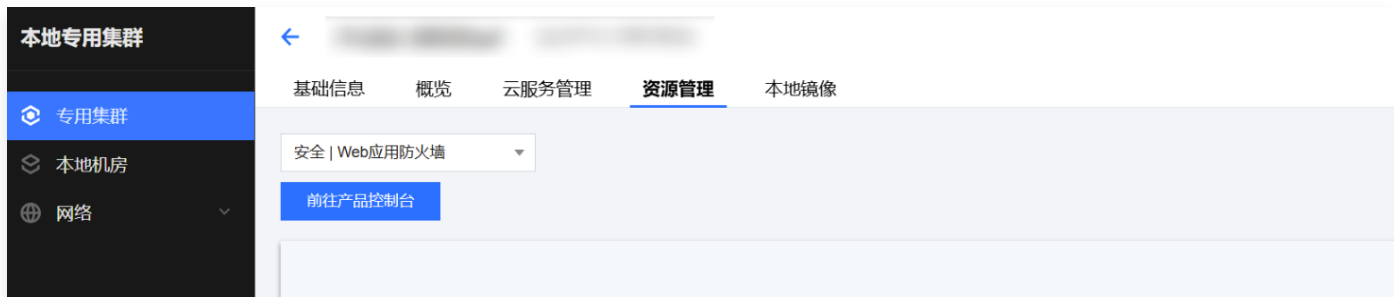 本地专用集群
基础信息 概览 云服务管理 资源管理 本地镜像
专用集群
安全 | Web应用防火墙
本地机房
前往产品控制台
网络